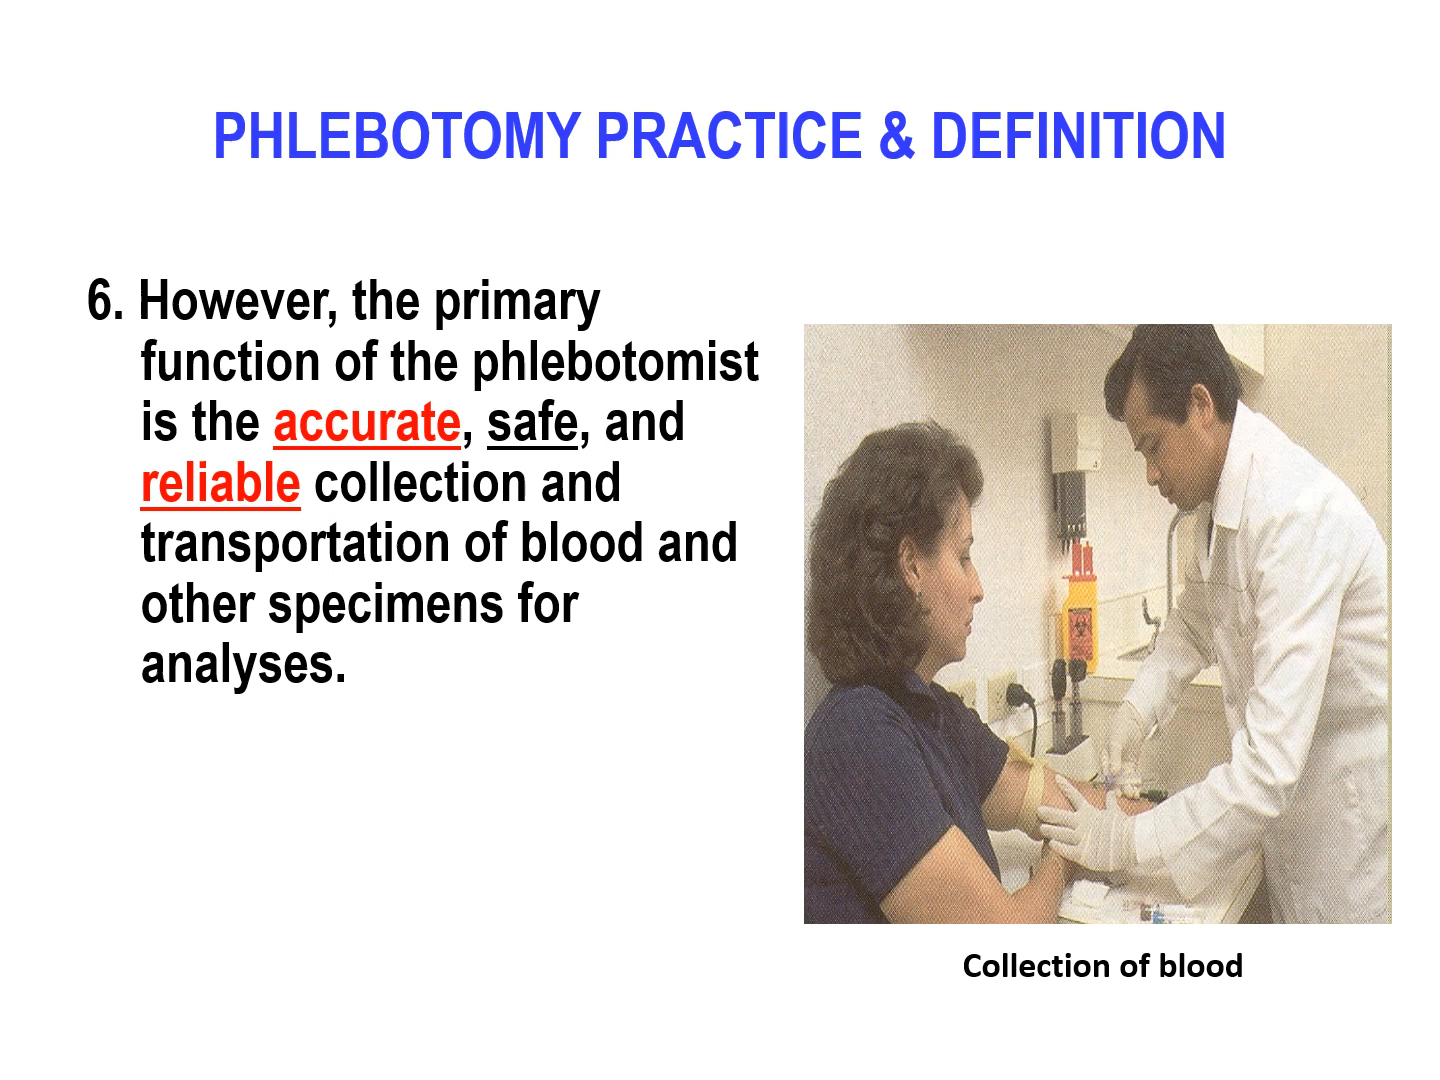 PHLEBOTOMY PRACTICE & DEFINITION
6. However, the primary
function of the phlebotomist
is the accurate, safe, and
reliable collection and
transportation of blood and
other specimens for
analyses.
Collection of blood